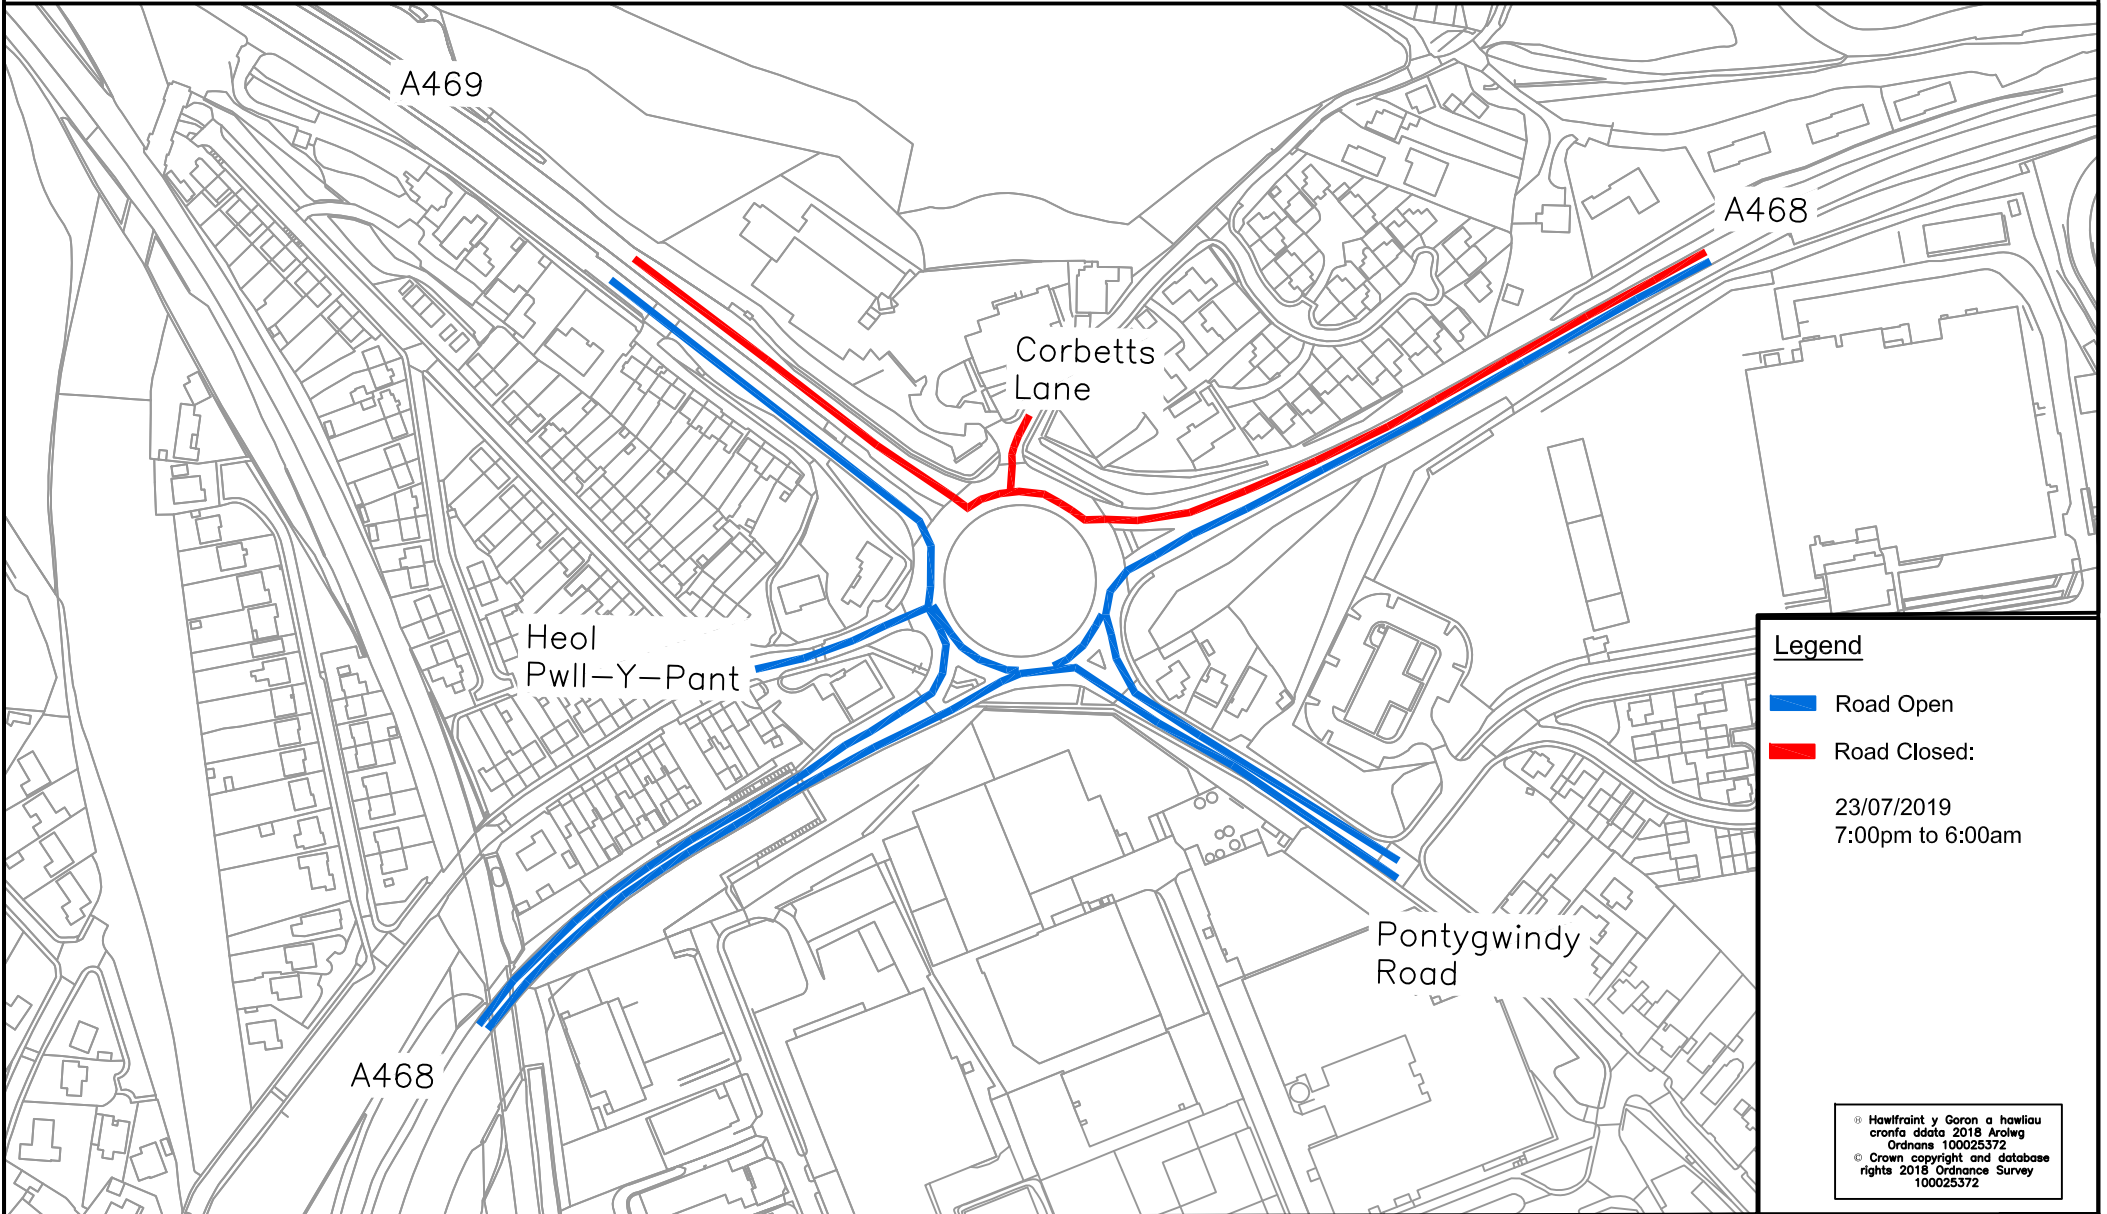 A469
A468
Corbetts
Lane
Heol
Pwll-Y-Pant
Pontygwindy
Road
A468
Legend
Road Open
Road Closed:
23/07/2019
7:00pm to 6:00am
® Hawlfraint y Goron a hawliau
cronfa ddata 2018 Arolwg
Ordnans 100025372
© Crown copyright and database
rights 2018 Ordnance Survey
100025372